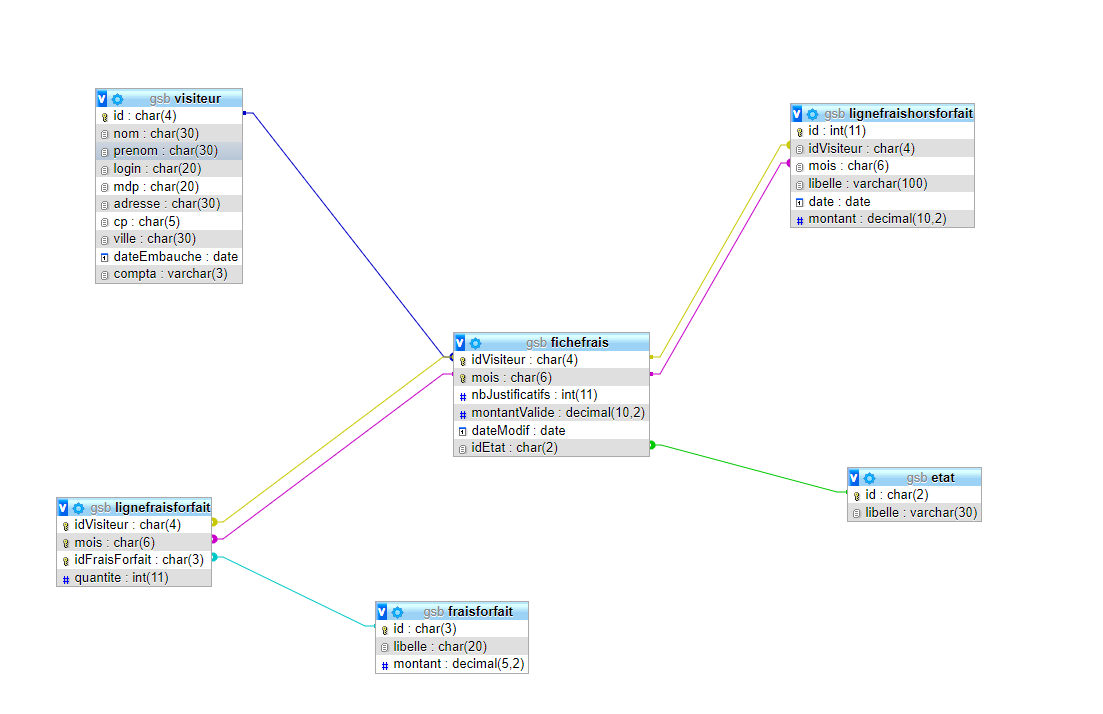 gsb visiteur
id : char(4)
nom : char(30)
prenom : char(30)
login : char(20)
mdp : char(20)
adresse : char(30)
cp : char(5)
ville : char(30)
dateEmbauche : date
compta : varchar(3)
gsb lignefraishorsforfait
id : int(11)
idVisiteur : char(4)
mois : char(6)
libelle : varchar(100)
date : date
montant : decimal(10,2)
gsb fichefrais
idVisiteur : char(4)
mois : char(6)
nbJustificatifs : int(11)
montantValide : decimal(10,2)
dateModif : date
idEtat : char(2)
gsb etat
id : char(2)
libelle : varchar(30)
gsb lignefraisforfait
idVisiteur : char(4)
mois : char(6)
idFraisForfait : char(3)
quantite : int(11)
gsb fraisforfait
id : char(3)
libelle : char(20)
montant : decimal(5,2)